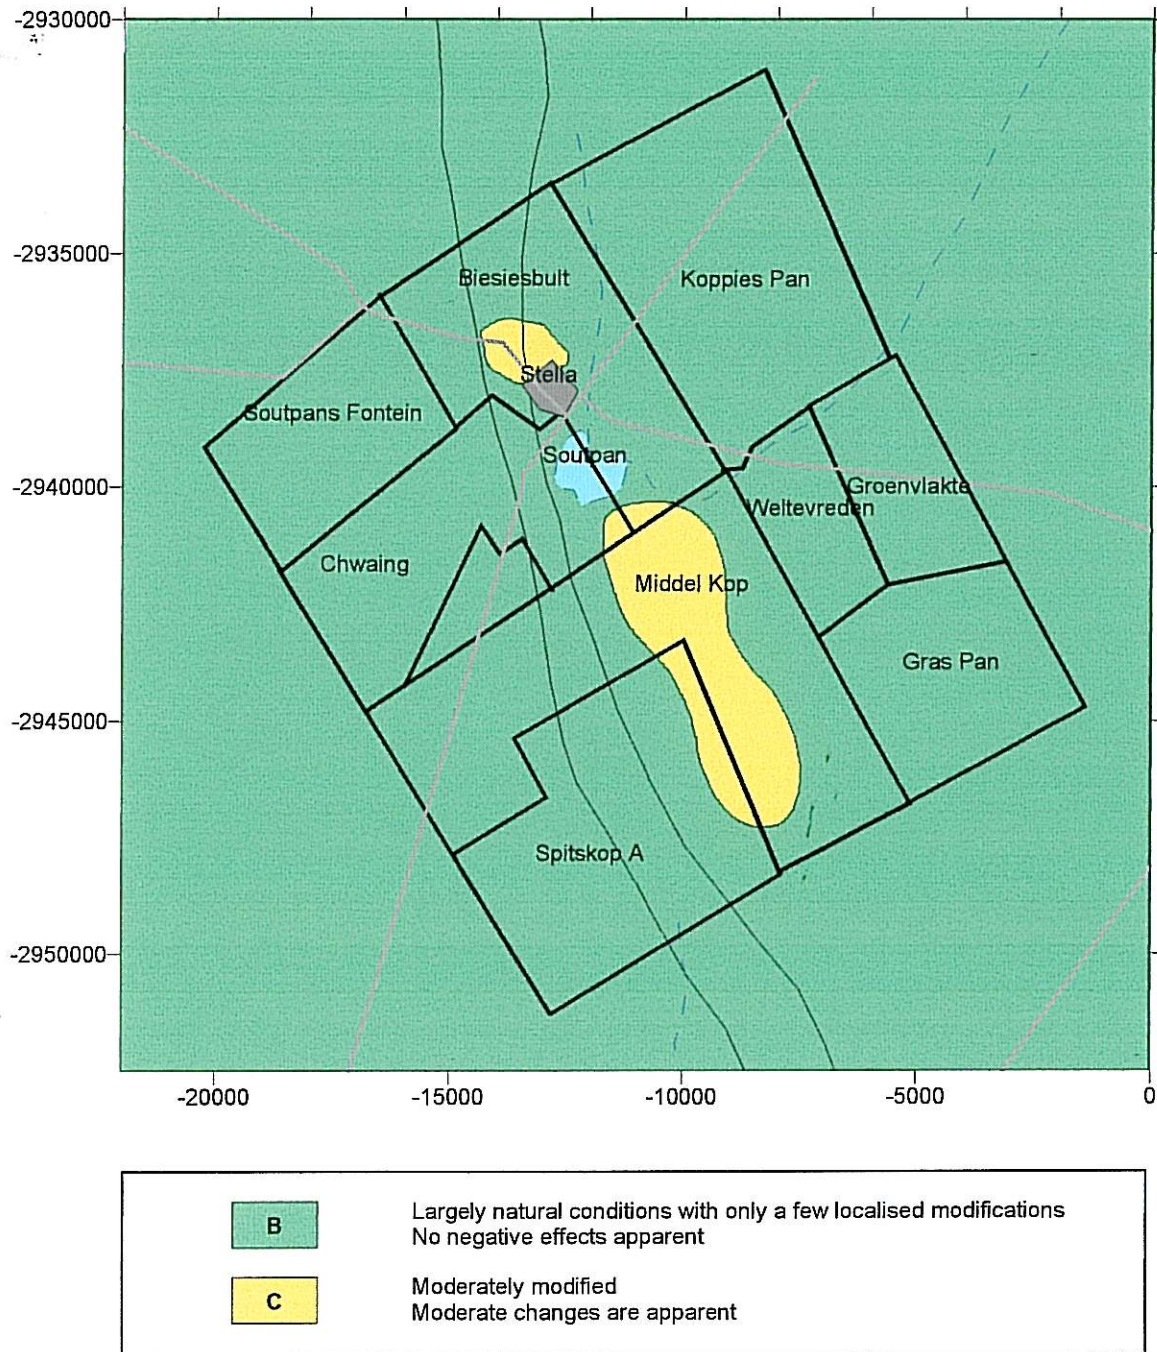 -2930000
-2935000
-2940000
-2945000
-2950000
Biesiesbult
Koppies Pan
Stella
Soutpans Fontein
Soutpan
Groenvlakte
Weltevreden
Chwaing
Middel Kop
Gras Pan
Spitskop A
-20000
-15000
-10000
-5000
0
B
Largely natural conditions with only a few localised modifications
No negative effects apparent
C
Moderately modified
Moderate changes are apparent